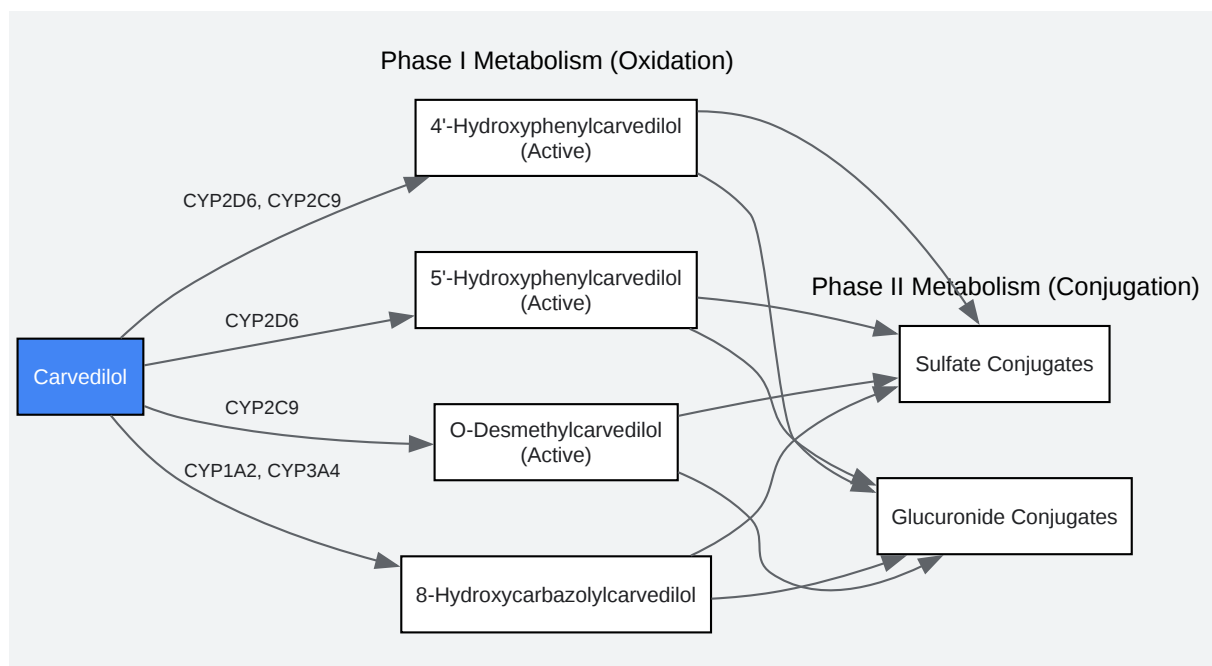 Phase I Metabolism (Oxidation)
4'-Hydroxyphenylcarvedilol
(Active)
CYP2D6, CYP2C9
5'-Hydroxyphenylcarvedilol
(Active)
Phase II Metabolism (Conjugation)
CYP2D6
Sulfate Conjugates
Carvedilol
CYP2C9
O-Desmethylcarvedilol
(Active)
CYP1A2, CYP3A4
Glucuronide Conjugates
8-Hydroxycarbazolylcarvedilol